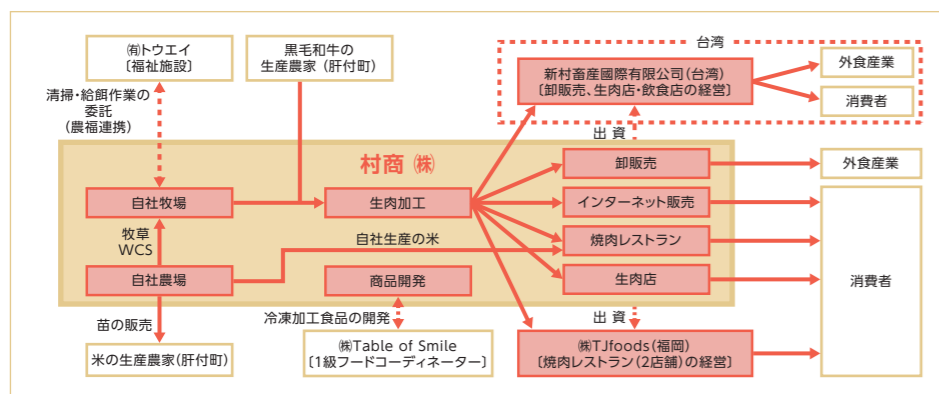 台湾
㈲トウエイ
〔福祉施設〕
黒毛和牛の
生産農家（肝付町）
新村畜産國際有限公司（台湾）
〔卸販売、生肉店・飲食店の経営〕
外食産業
消費者
清掃・給餌作業の
委託
（農福連携）
出 資
村商 ㈱
卸販売
外食産業
自社牧場
生肉加工
インターネット販売
牧草
WCS
自社生産の米
焼肉レストラン
自社農場
商品開発
生肉店
消費者
苗の販売
冷凍加工食品の開発
出 資
米の生産農家（肝付町）
㈱Table of Smile
〔1級フードコーディネーター〕
㈱TJfoods（福岡）
〔焼肉レストラン（2店舗）の経営〕